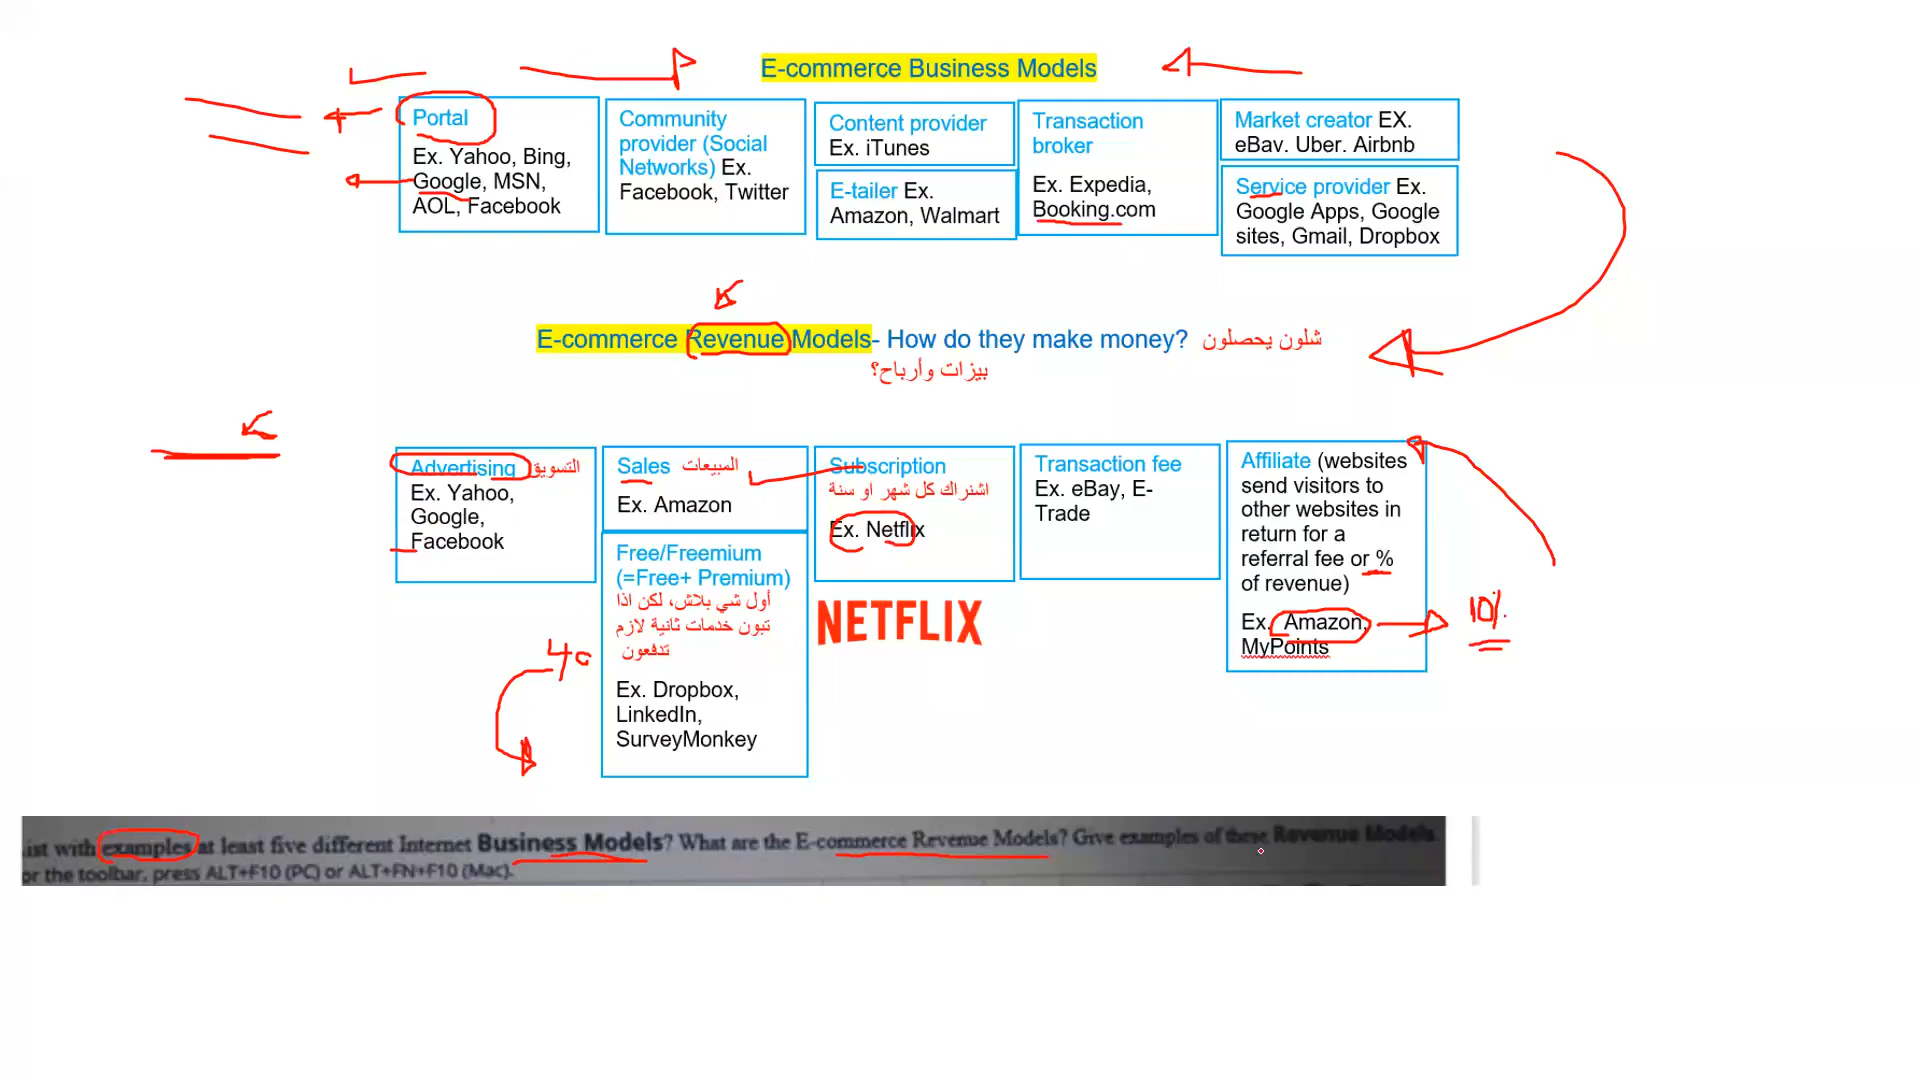 E-commerce Business Models
Portal
Ex. Yahoo, Bing,
Google, MSN,
AOL, Facebook
Community
provider (Social
Networks) Ex.
Facebook, Twitter
Content provider
Ex. iTunes
E-tailer Ex.
Amazon, Walmart
Transaction
broker
Ex. Expedia,
Booking.com
Market creator EX.
eBay. Uber. Airbnb
Service provider Ex.
Google Apps, Google
sites, Gmail, Dropbox
E-commerce Revenue Models- How do they make money? شلون يحصلون
بيزات وأرباح؟
Advertising التسويق
Ex. Yahoo,
Google,
Facebook
Sales المبيعات
Ex. Amazon
Free/Freemium
(=Free+ Premium)
أول شي بلاش، لكن اذا
تبون خدمات ثانية لازم
تدفعون
Ex. Dropbox,
LinkedIn,
SurveyMonkey
Subscription
اشتراك كل شهر او سنة
Ex. Netflix
NETFLIX
Transaction fee
Ex. eBay, E-
Trade
Affiliate (websites
send visitors to
other websites in
return for a
referral fee or %
of revenue)
Ex. Amazon,
MyPoints
10%
ist with examples at least five different Internet Business Models? What are the E-commerce Revenue Models? Give examples of these Revenue Models
or the toolbar, press ALT+F10 (PC) or ALT+FN+F10 (Mac).